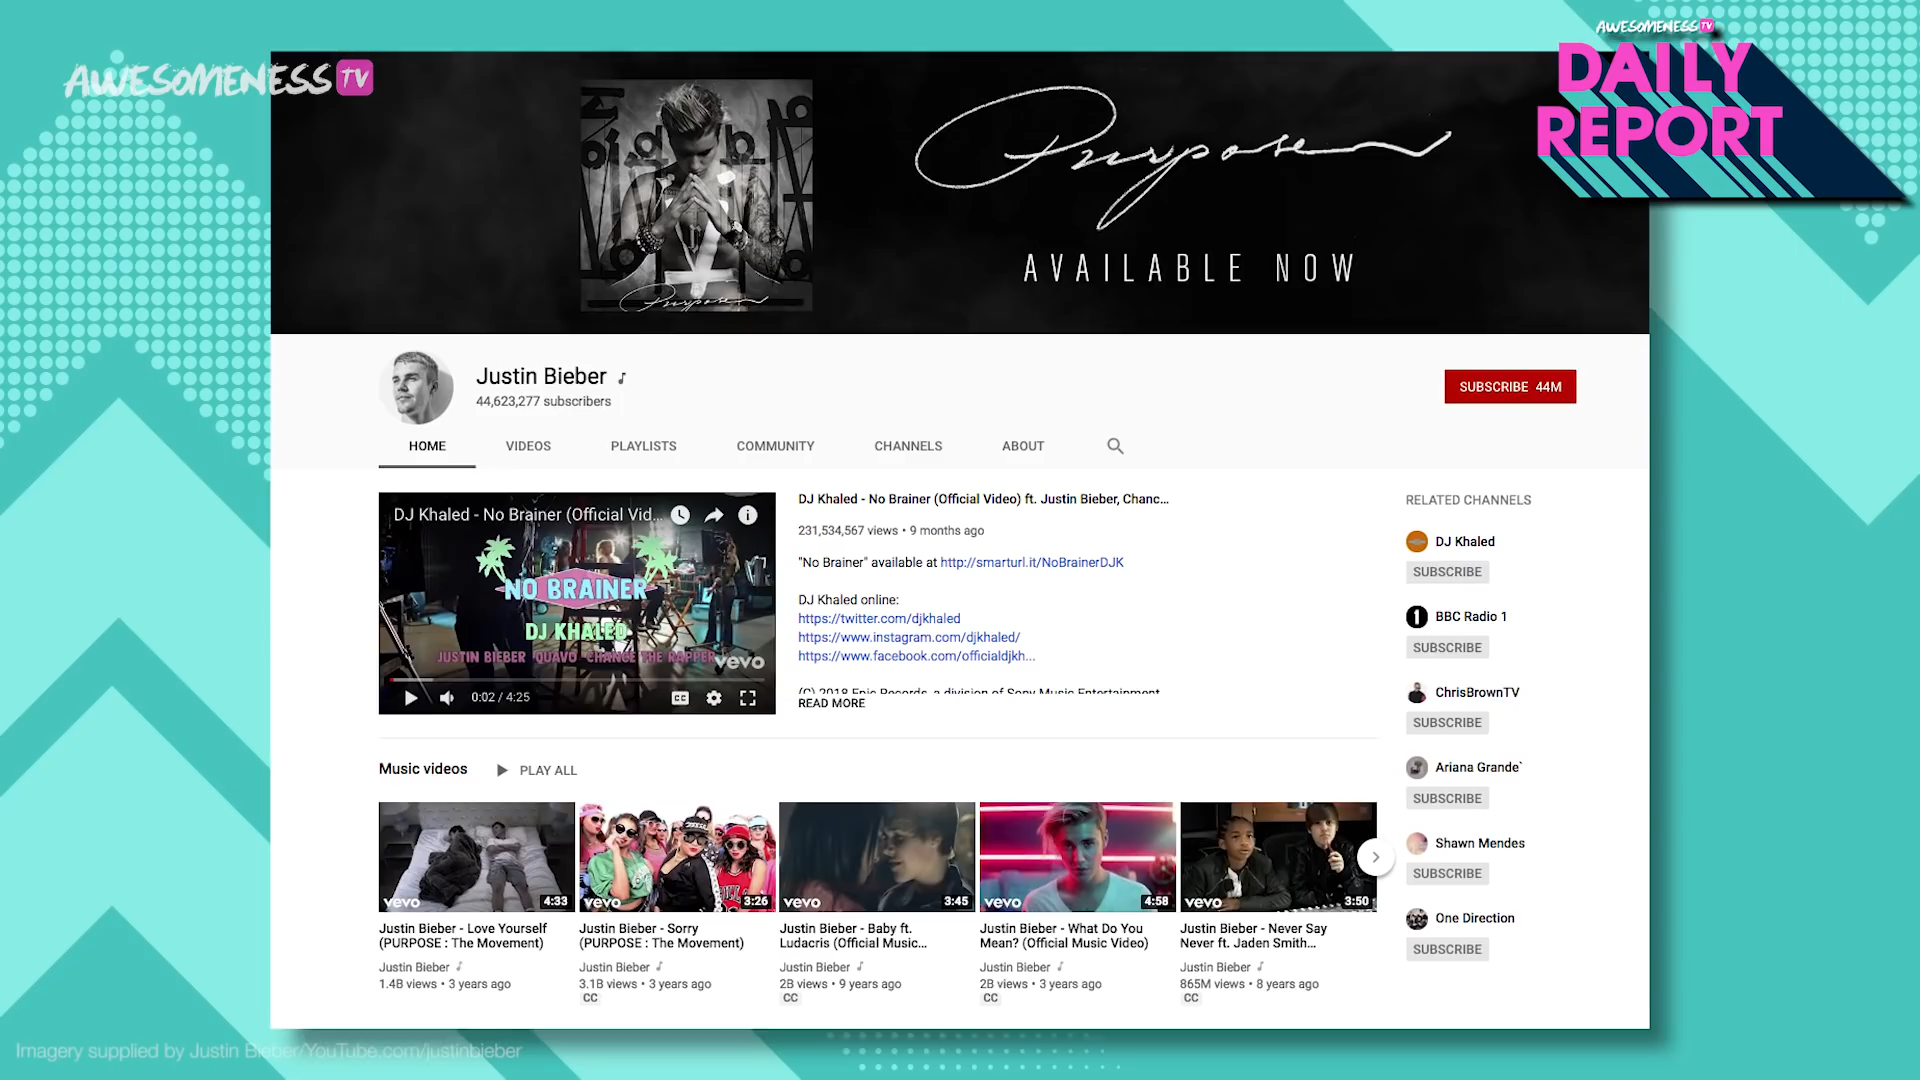 AWESOMENESS TV
AWESOMENESS TV
DAILY
REPORT
Purpose
AVAILABLE NOW
Purpose
Justin Bieber
44,623,277 subscribers
SUBSCRIBE 44M
HOME VIDEOS PLAYLISTS COMMUNITY CHANNELS ABOUT
DJ Khaled - No Brainer (Official Vid...
NO BRAINER
DJ KHALED
JUSTIN BIEBER QUAVO CHANCE THE RAPPER
vevo
0:02 / 4:25
CC
DJ Khaled - No Brainer (Official Video) ft. Justin Bieber, Chanc...
231,534,567 views • 9 months ago
"No Brainer" available at http://smarturl.it/NoBrainerDJK
DJ Khaled online:
https://twitter.com/djkhaled
https://www.instagram.com/djkhaled/
https://www.facebook.com/officialdjkh...
(C) 2018 Epic Records, a division of Sony Music Entertainment
READ MORE
RELATED CHANNELS
DJ Khaled
SUBSCRIBE
1
BBC Radio 1
SUBSCRIBE
ChrisBrownTV
SUBSCRIBE
Ariana Grande`
SUBSCRIBE
Shawn Mendes
SUBSCRIBE
One Direction
SUBSCRIBE
Music videos PLAY ALL
vevo 4:33
Justin Bieber - Love Yourself
(PURPOSE : The Movement)
Justin Bieber
1.4B views • 3 years ago
vevo 3:26
Justin Bieber - Sorry
(PURPOSE : The Movement)
Justin Bieber
3.1B views • 3 years ago
CC
vevo 3:45
Justin Bieber - Baby ft.
Ludacris (Official Music...
Justin Bieber
2B views • 9 years ago
CC
vevo 4:58
Justin Bieber - What Do You
Mean? (Official Music Video)
Justin Bieber
2B views • 3 years ago
CC
vevo 3:50
Justin Bieber - Never Say
Never ft. Jaden Smith...
Justin Bieber
865M views • 8 years ago
CC
Imagery supplied by Justin Bieber/YouTube.com/justinbieber